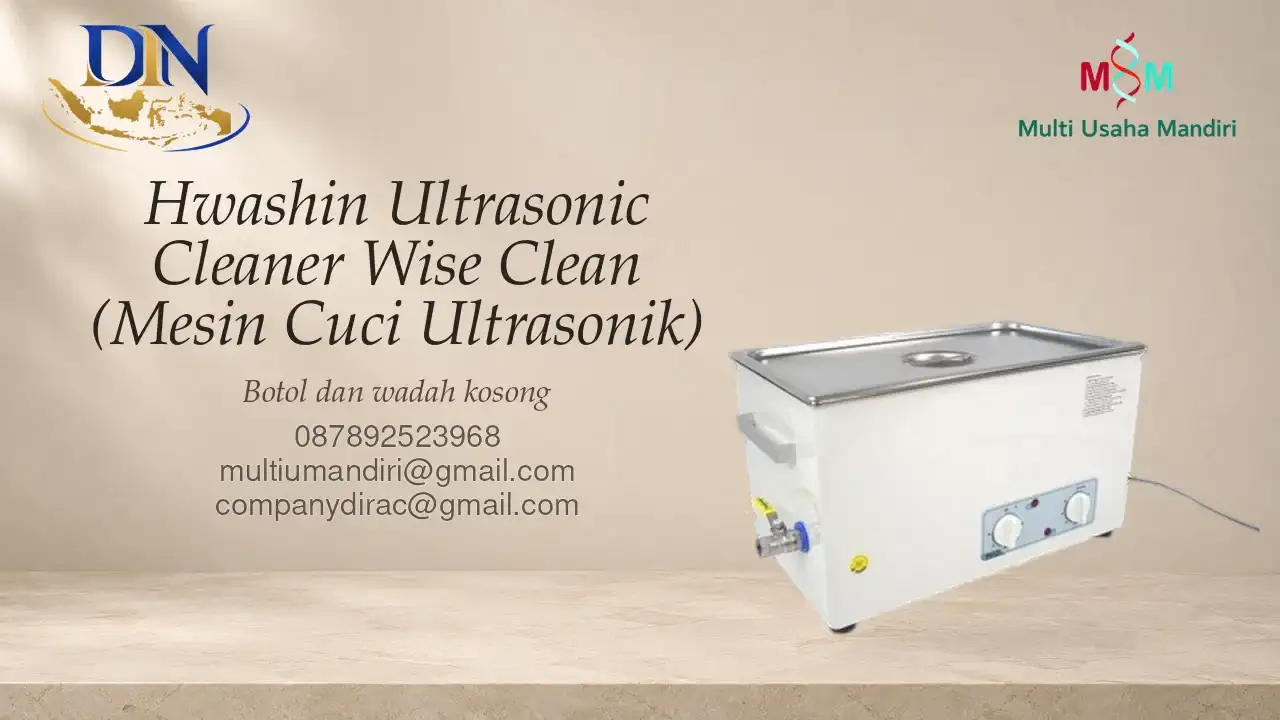 DIN
MSM
Multi Usaha Mandiri
Hwashin Ultrasonic
Cleaner Wise Clean
(Mesin Cuci Ultrasonik)
Botol dan wadah kosong
087892523968
multiumandiri@gmail.com
companydirac@gmail.com